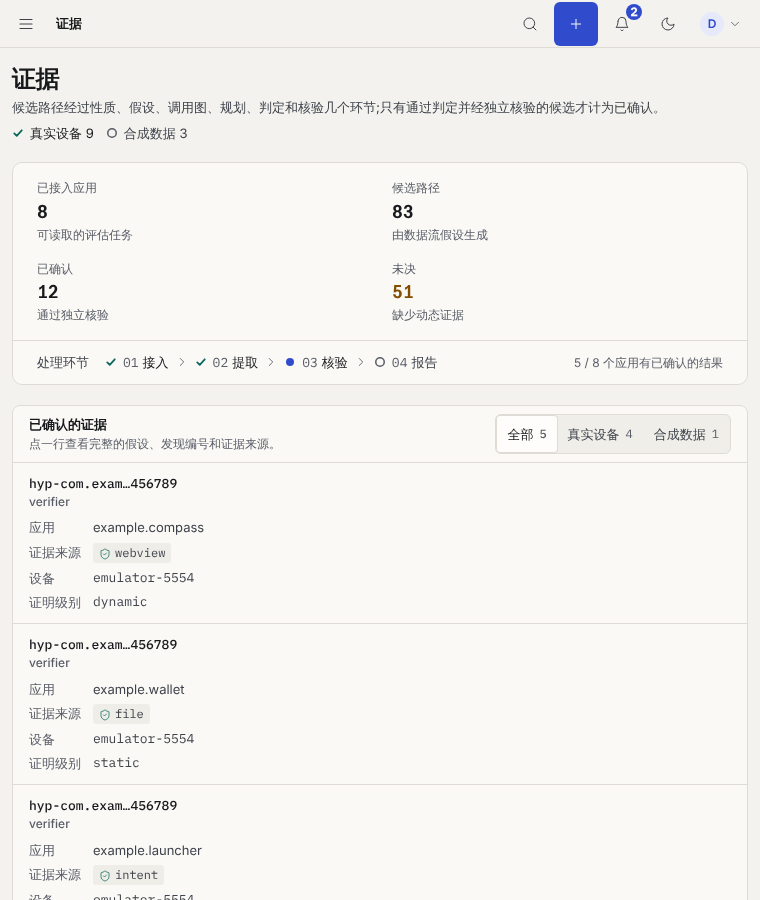 证据
2
D
证据
候选路径经过性质、假设、调用图、规划、判定和核验几个环节;只有通过判定并经独立核验的候选才计为已确认。
真实设备 9 合成数据 3
已接入应用
8
可读取的评估任务
候选路径
83
由数据流假设生成
已确认
12
通过独立核验
未决
51
缺少动态证据
处理环节 01 接入 02 提取 03 核验 04 报告 5 / 8 个应用有已确认的结果
已确认的证据
点一行查看完整的假设、发现编号和证据来源。
全部 5 真实设备 4 合成数据 1
hyp-com.exam…456789
verifier
应用 example.compass
证据来源 webview
设备 emulator-5554
证明级别 dynamic
hyp-com.exam…456789
verifier
应用 example.wallet
证据来源 file
设备 emulator-5554
证明级别 static
hyp-com.exam…456789
verifier
应用 example.launcher
证据来源 intent
设备 emulator-5554